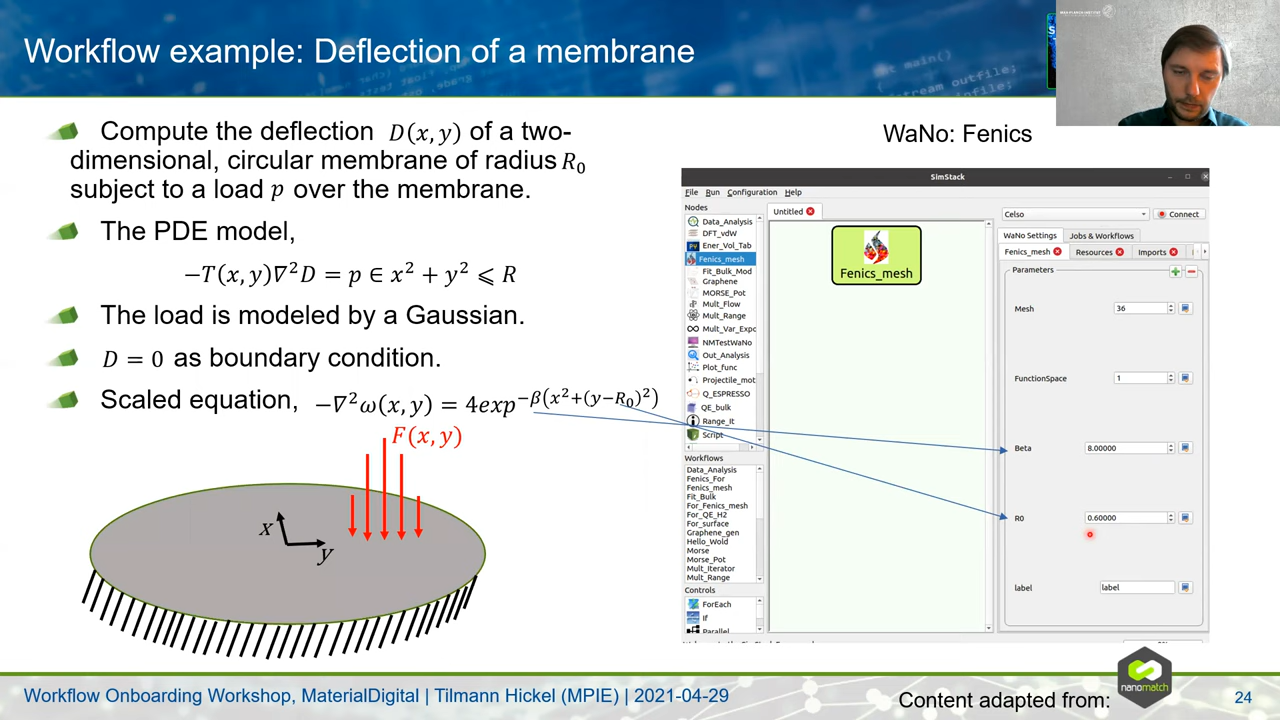 Workflow example: Deflection of a membrane
Compute the deflection D(x, y) of a two-
dimensional, circular membrane of radius R₀
subject to a load p over the membrane.
The PDE model,
−T(x, y)∇²D = p ∈ x² + y² ⩽ R
The load is modeled by a Gaussian.
D = 0 as boundary condition.
Scaled equation, −∇²ω(x, y) = 4exp^{−β(x²+(y−R₀)²)}
F(x, y)
x
y
WaNo: Fenics
SimStack
File Run Configuration Help
Nodes
Data_Analysis
DFT_vdW
Ener_Vol_Tab
Fenics_mesh
Fit_Bulk_Mod
Graphene
MORSE_Pot
Mult_Flow
Mult_Range
Mult_Var_Expo
NMTestWaNo
Out_Analysis
Plot_func
Projectile_mot
Q_ESPRESSO
QE_bulk
Range_It
Script
Workflows
Data_Analysis
Fenics_For
Fenics_mesh
Fit_Bulk
For_Fenics_mesh
For_QE_H2
For_surface
Graphene_gen
Hello_Wold
Morse
Morse_Pot
Mult_Iterator
Mult_Range
Controls
ForEach
If
Parallel
Untitled
Fenics_mesh
Celso
Connect
WaNo Settings Jobs & Workflows
Fenics_mesh Resources Imports
Parameters
Mesh 36
FunctionSpace 1
Beta 8.00000
R0 0.60000
label label
Workflow Onboarding Workshop, MaterialDigital | Tilmann Hickel (MPIE) | 2021-04-29
Content adapted from:
nanomatch
24